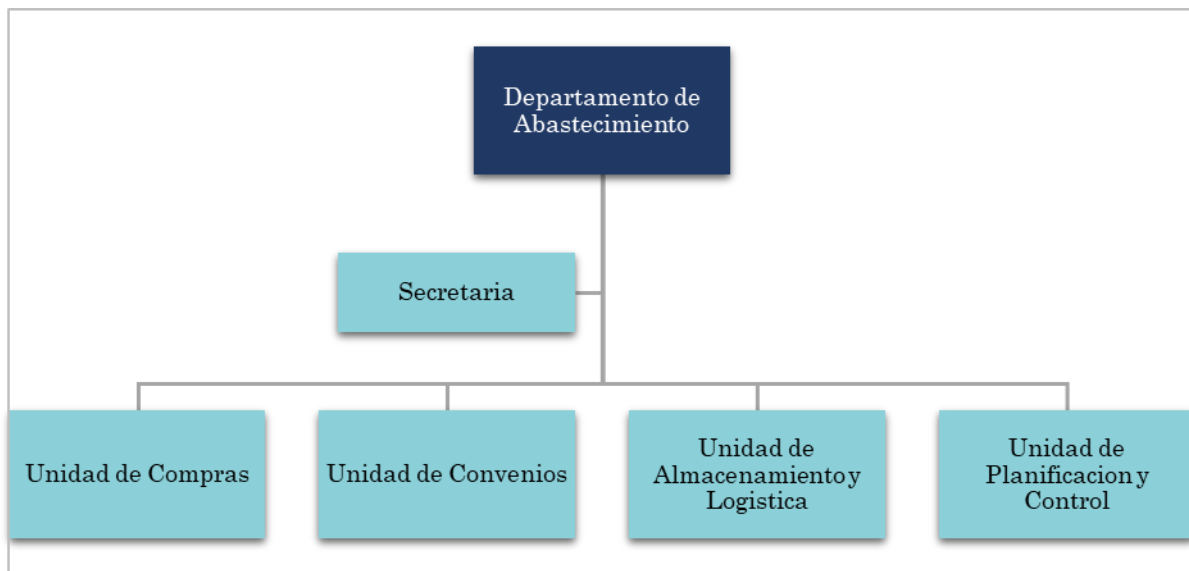 Departamento de
Abastecimiento
Secretaria
Unidad de Compras
Unidad de Convenios
Unidad de
Almacenamiento y
Logistica
Unidad de
Planificacion y
Control